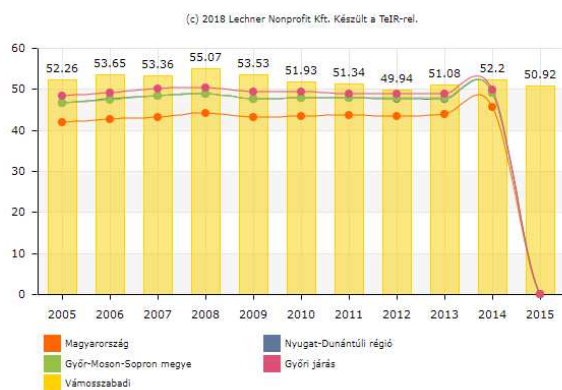 (c) 2018 Lechner Nonprofit Kft. Készült a TeIR-rel.
60
52.26 53.65 53.36 55.07 53.53 51.93 51.34 49.94 51.08 52.2 50.92
50
40
30
20
10
0
2005 2006 2007 2008 2009 2010 2011 2012 2013 2014 2015
Magyarország Nyugat-Dunántúli régió
Győr-Moson-Sopron megye Győri járás
Vámosszabadi